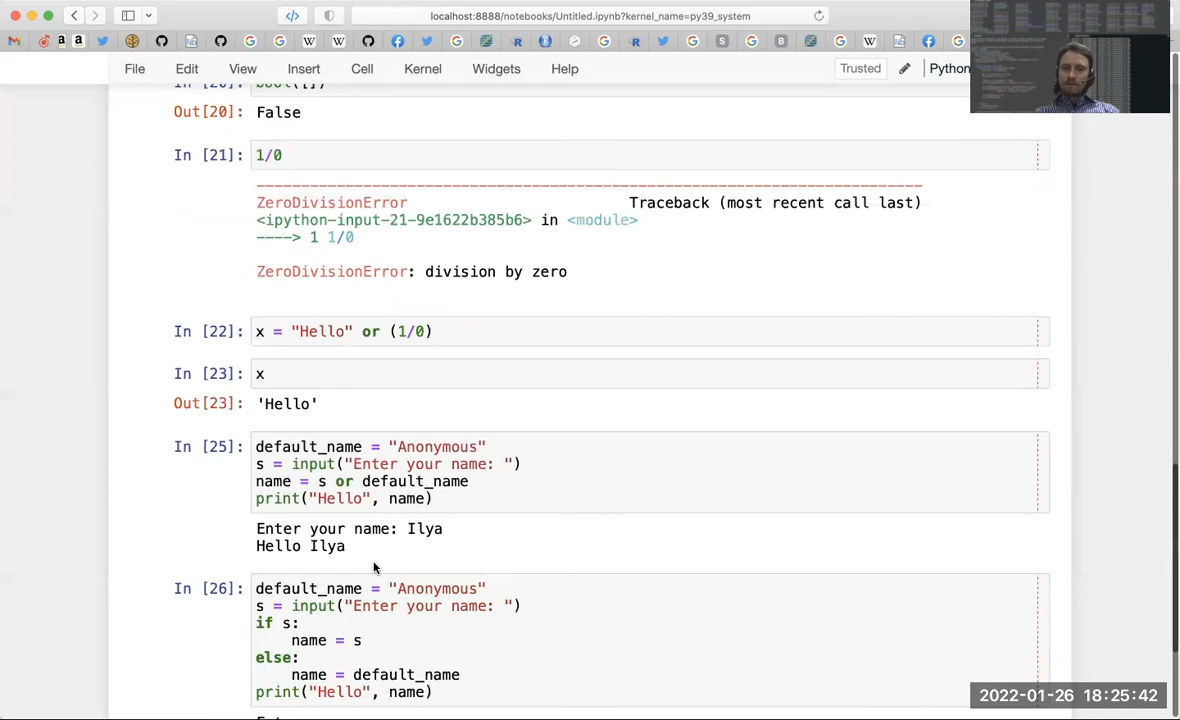 localhost:8888/notebooks/Untitled.ipynb?kernel_name=py39_system
File Edit View Insert Cell Kernel Widgets Help Trusted Python
Out[20]: False
In [21]: 1/0
ZeroDivisionError Traceback (most recent call last)
<ipython-input-21-9e1622b385b6> in <module>
----> 1 1/0
ZeroDivisionError: division by zero
In [22]: x = "Hello" or (1/0)
In [23]: x
Out[23]: 'Hello'
In [25]: default_name = "Anonymous"
s = input("Enter your name: ")
name = s or default_name
print("Hello", name)
Enter your name: Ilya
Hello Ilya
In [26]: default_name = "Anonymous"
s = input("Enter your name: ")
if s:
    name = s
else:
    name = default_name
print("Hello", name)
2022-01-26 18:25:42